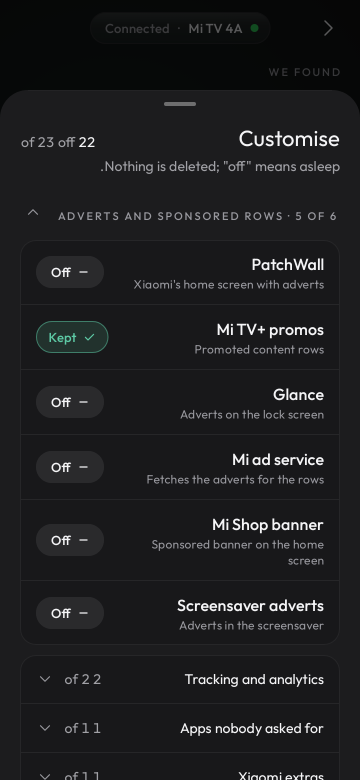 Connected · Mi TV 4A
WE FOUND
Customise
of 23 off 22
.Nothing is deleted; "off" means asleep
ADVERTS AND SPONSORED ROWS · 5 OF 6
PatchWall
Off
Xiaomi's home screen with adverts
Mi TV+ promos
Kept
Promoted content rows
Glance
Off
Adverts on the lock screen
Mi ad service
Off
Fetches the adverts for the rows
Mi Shop banner
Off
Sponsored banner on the home
screen
Screensaver adverts
Off
Adverts in the screensaver
Tracking and analytics
of 2 2
Apps nobody asked for
of 1 1
Xiaomi extras
of 1 1